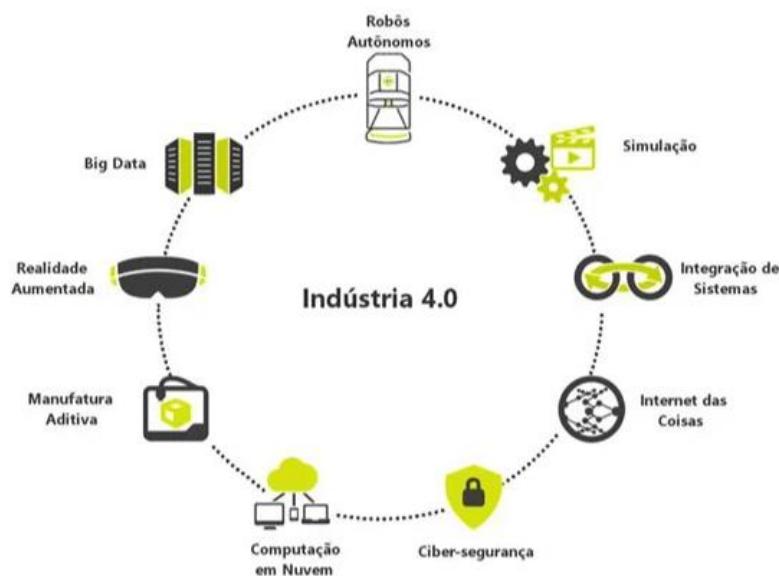 Robôs
Autônomos
Simulação
Big Data
Realidade
Aumentada
Integração de
Sistemas
Indústria 4.0
Manufatura
Aditiva
Internet das
Coisas
Computação
em Nuvem
Ciber-segurança